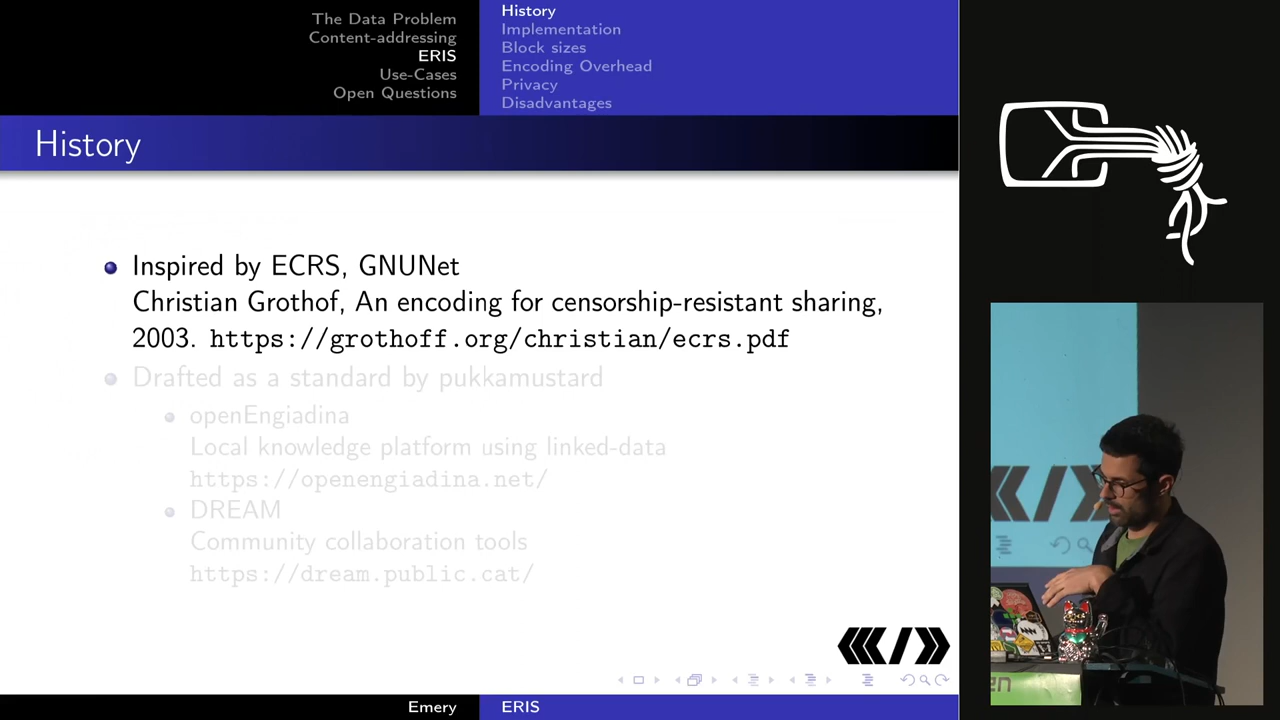 The Data Problem
Content-addressing
ERIS
Use-Cases
Open Questions
History
Implementation
Block sizes
Encoding Overhead
Privacy
Disadvantages
History
Inspired by ECRS, GNUNet
Christian Grothof, An encoding for censorship-resistant sharing,
2003. https://grothoff.org/christian/ecrs.pdf
Drafted as a standard by pukkamustard
openEngiadina
Local knowledge platform using linked-data
https://openengiadina.net/
DREAM
Community collaboration tools
https://dream.public.cat/
Emery
ERIS